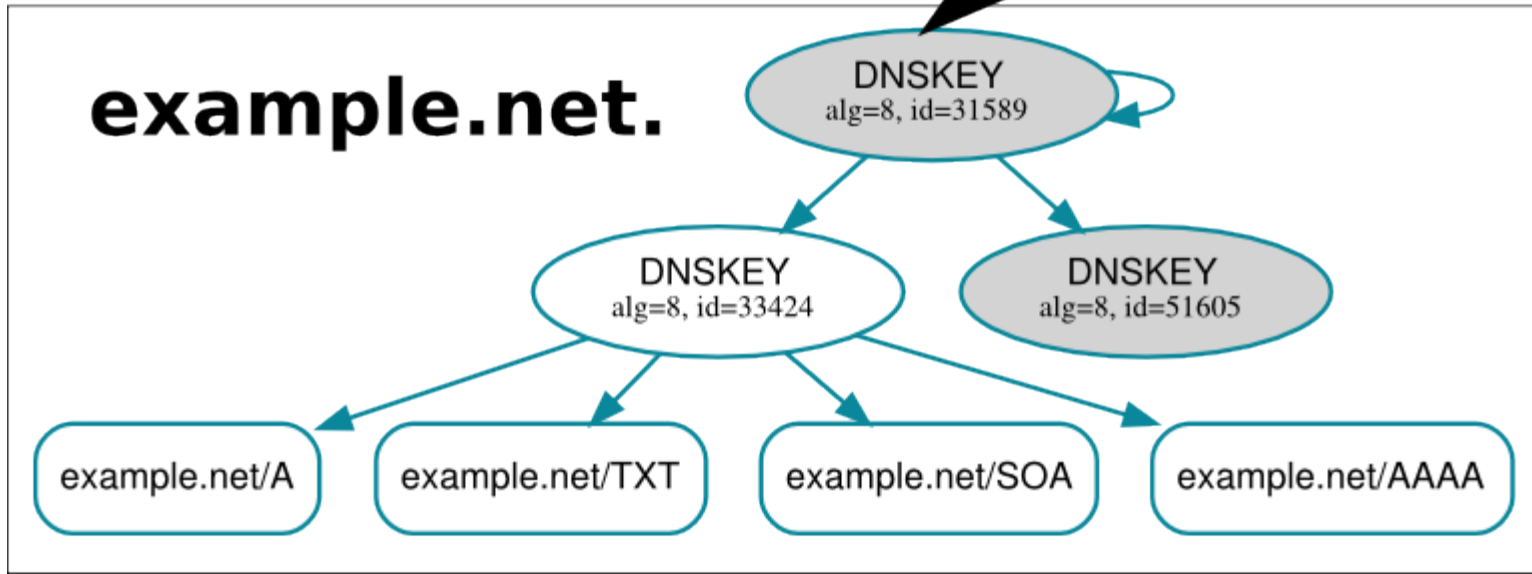 example.net.
DNSKEY
alg=8, id=31589
DNSKEY
alg=8, id=33424
DNSKEY
alg=8, id=51605
example.net/A
example.net/TXT
example.net/SOA
example.net/AAAA